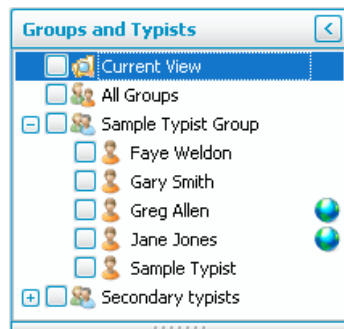 Groups and Typists
Current View
All Groups
Sample Typist Group
Faye Weldon
Gary Smith
Greg Allen
Jane Jones
Sample Typist
Secondary typists